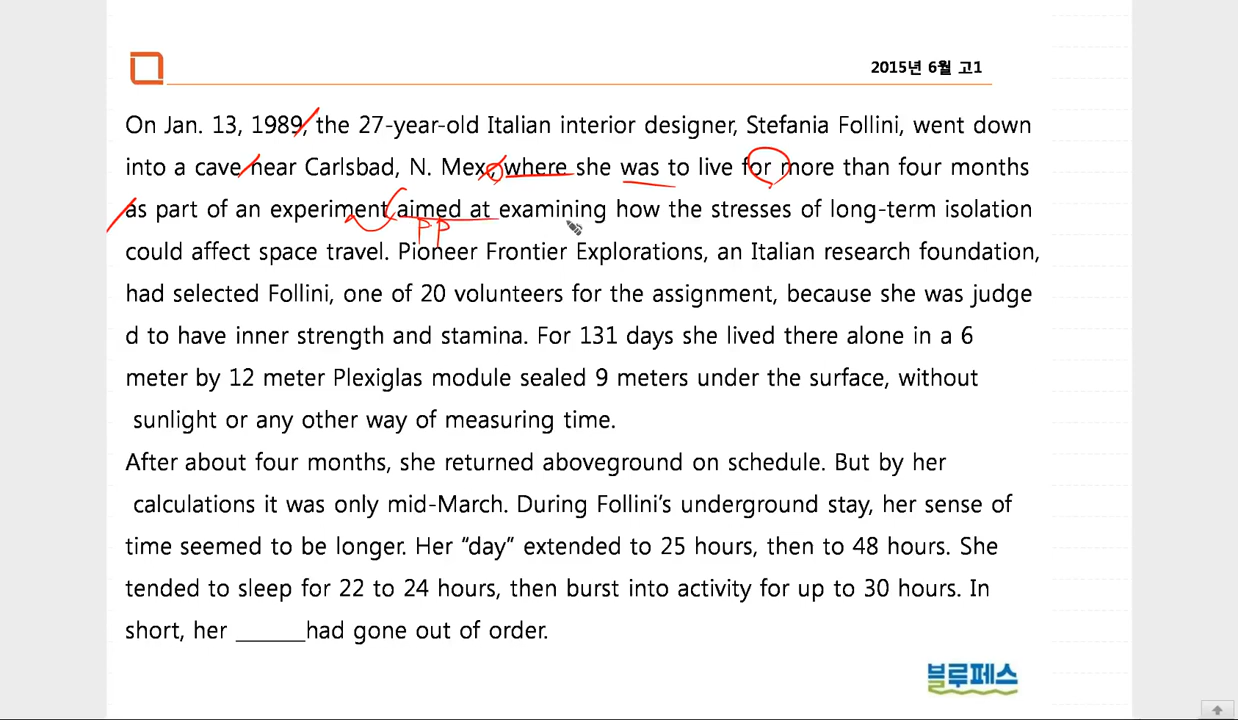 2015년 6월 고1
On Jan. 13, 1989, the 27-year-old Italian interior designer, Stefania Follini, went down
into a cave near Carlsbad, N. Mex., where she was to live for more than four months
as part of an experiment aimed at examining how the stresses of long-term isolation
PP
could affect space travel. Pioneer Frontier Explorations, an Italian research foundation,
had selected Follini, one of 20 volunteers for the assignment, because she was judge
d to have inner strength and stamina. For 131 days she lived there alone in a 6
meter by 12 meter Plexiglas module sealed 9 meters under the surface, without
sunlight or any other way of measuring time.
After about four months, she returned aboveground on schedule. But by her
calculations it was only mid-March. During Follini’s underground stay, her sense of
time seemed to be longer. Her “day” extended to 25 hours, then to 48 hours. She
tended to sleep for 22 to 24 hours, then burst into activity for up to 30 hours. In
short, her ______had gone out of order.
블루페스